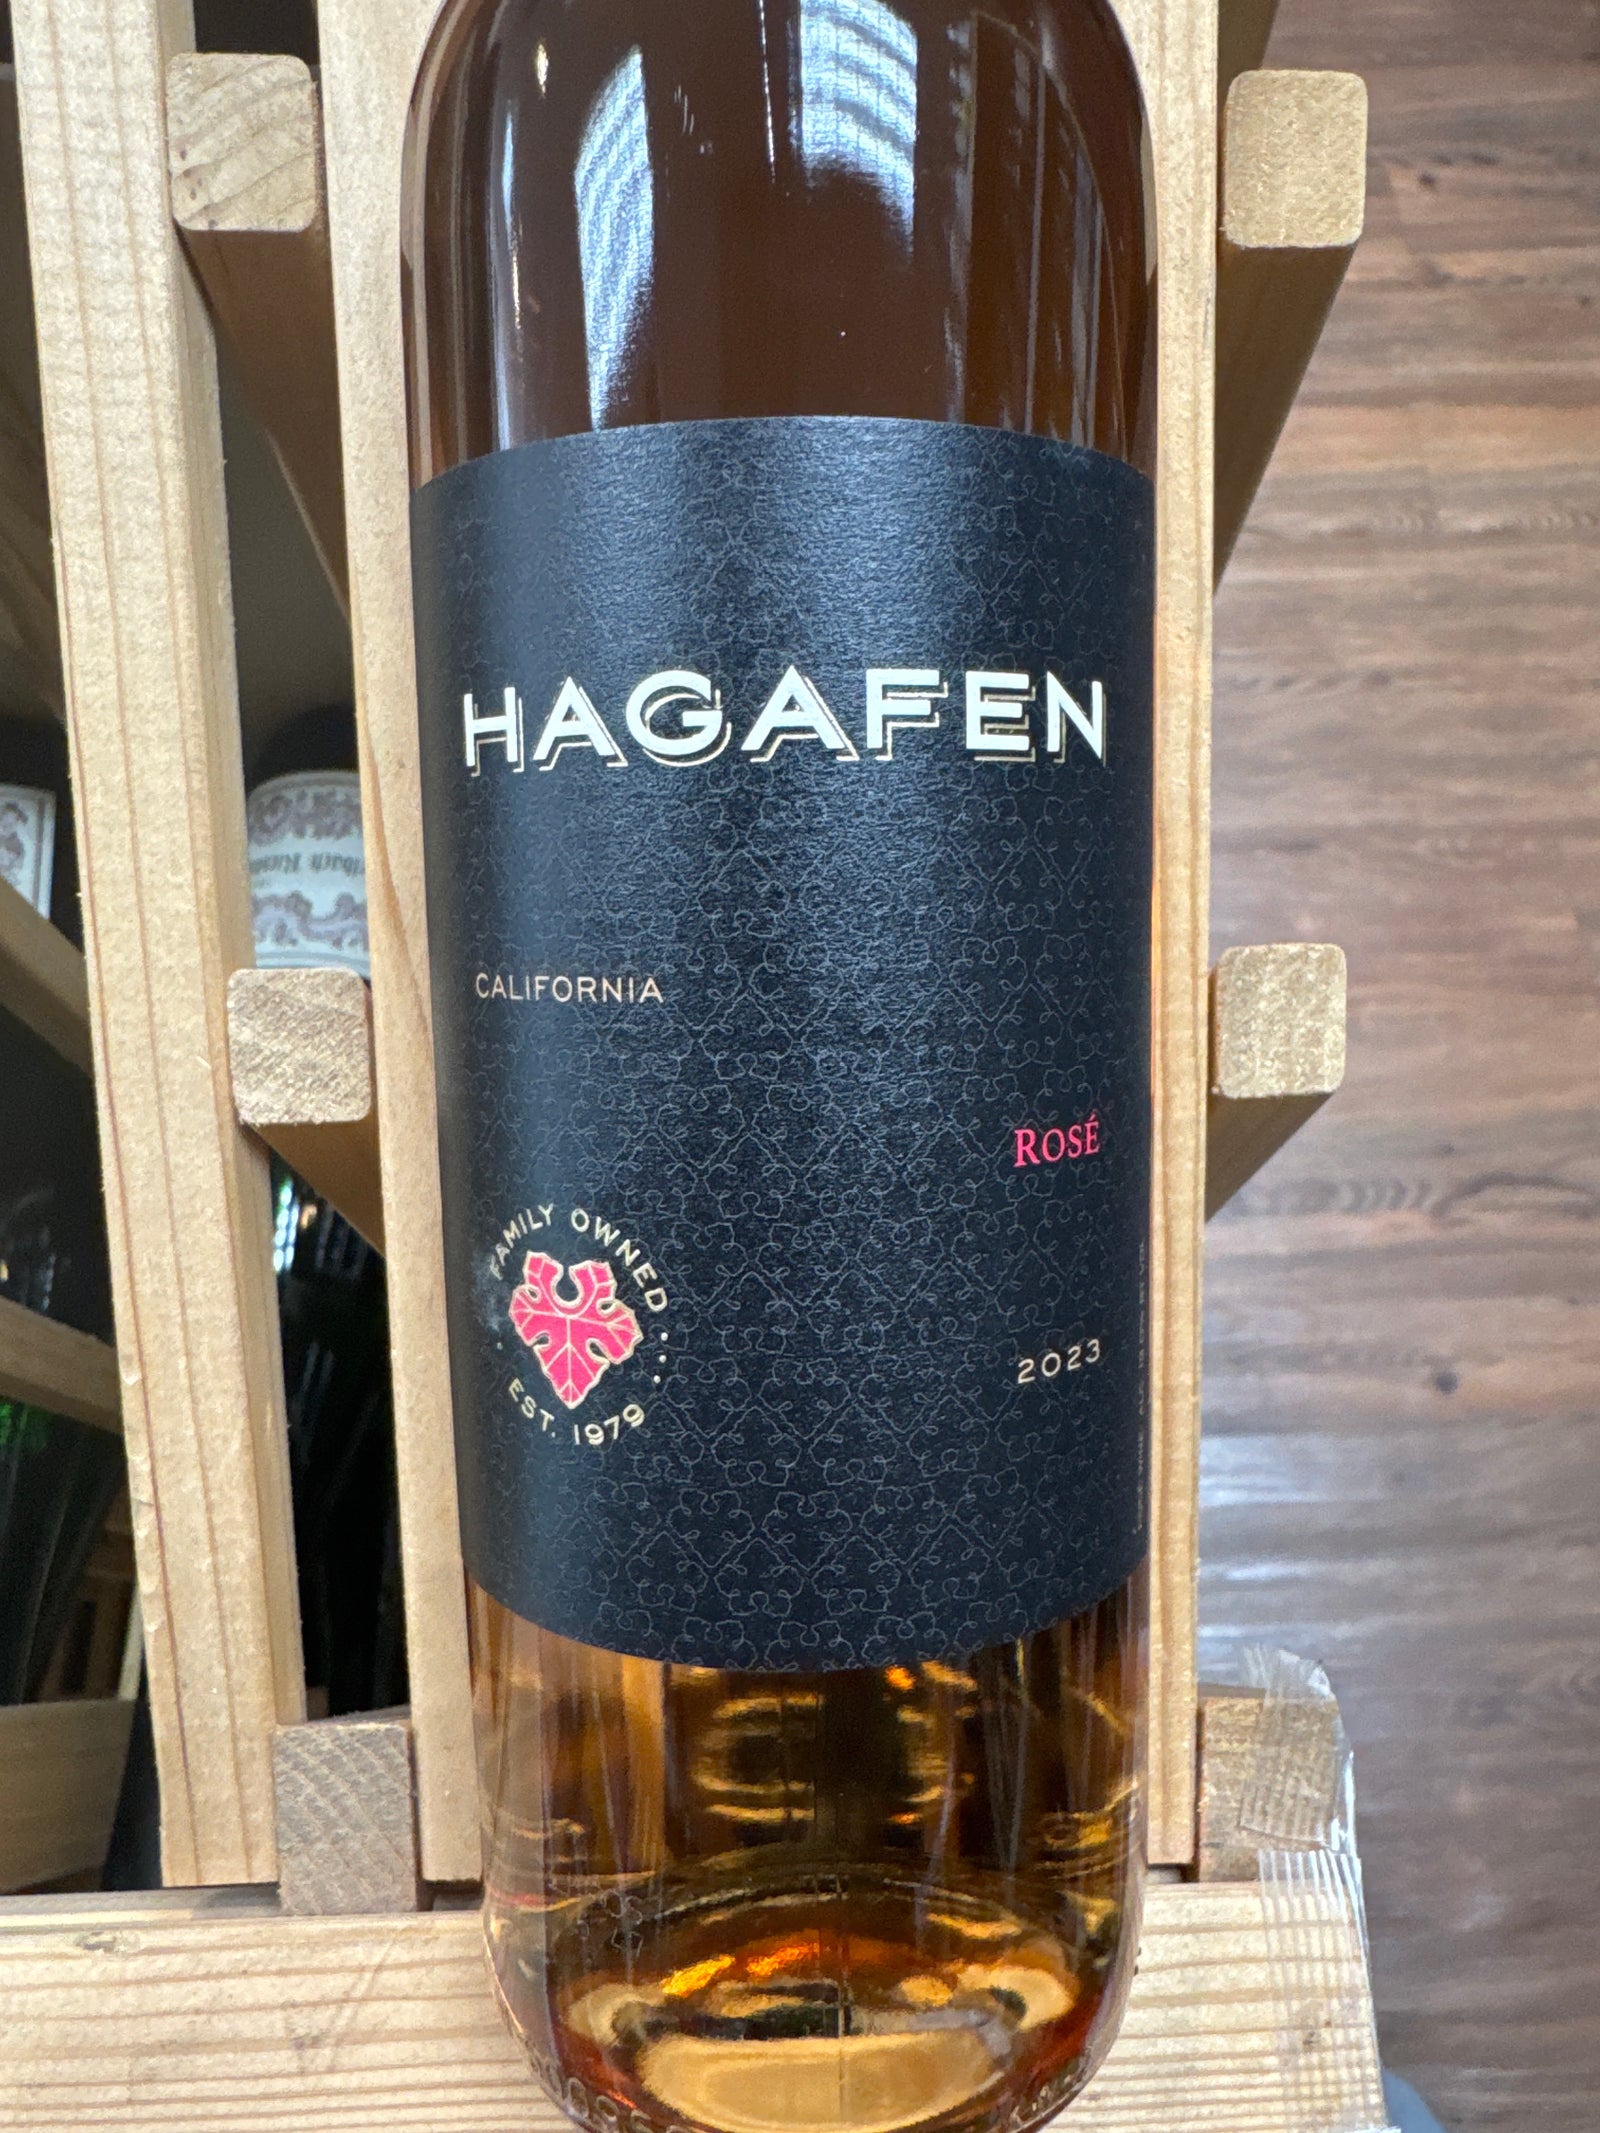 HAGAFEN
CALIFORNIA
ROSÉ
FAMILY OWNED
EST. 1979
2023